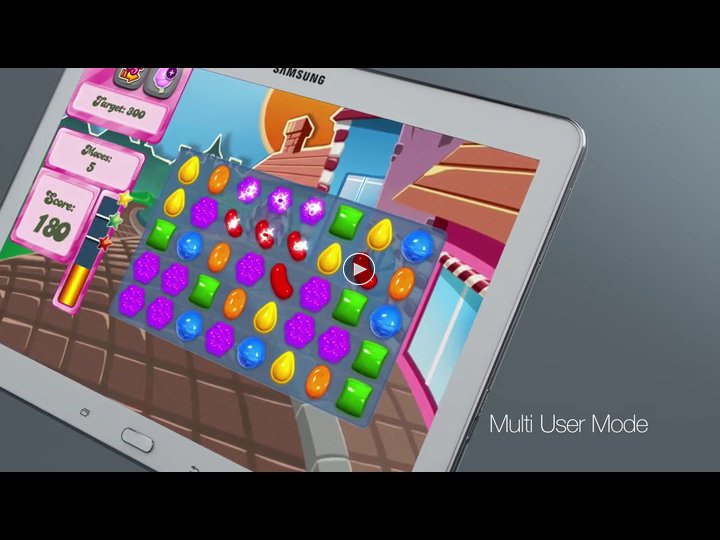 SAMSUNG
Target: 300
Moves:
5
Score:
180
Multi User Mode